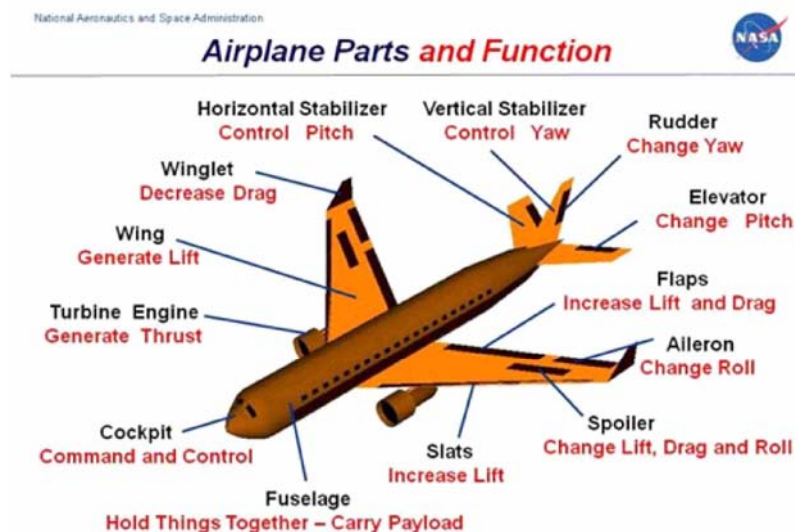 National Aeronautics and Space Administration
NASA
Airplane Parts and Function
Horizontal Stabilizer
Control Pitch
Vertical Stabilizer
Control Yaw
Rudder
Change Yaw
Winglet
Decrease Drag
Elevator
Change Pitch
Wing
Generate Lift
Flaps
Increase Lift and Drag
Turbine Engine
Generate Thrust
Aileron
Change Roll
Spoiler
Change Lift, Drag and Roll
Cockpit
Command and Control
Slats
Increase Lift
Fuselage
Hold Things Together – Carry Payload